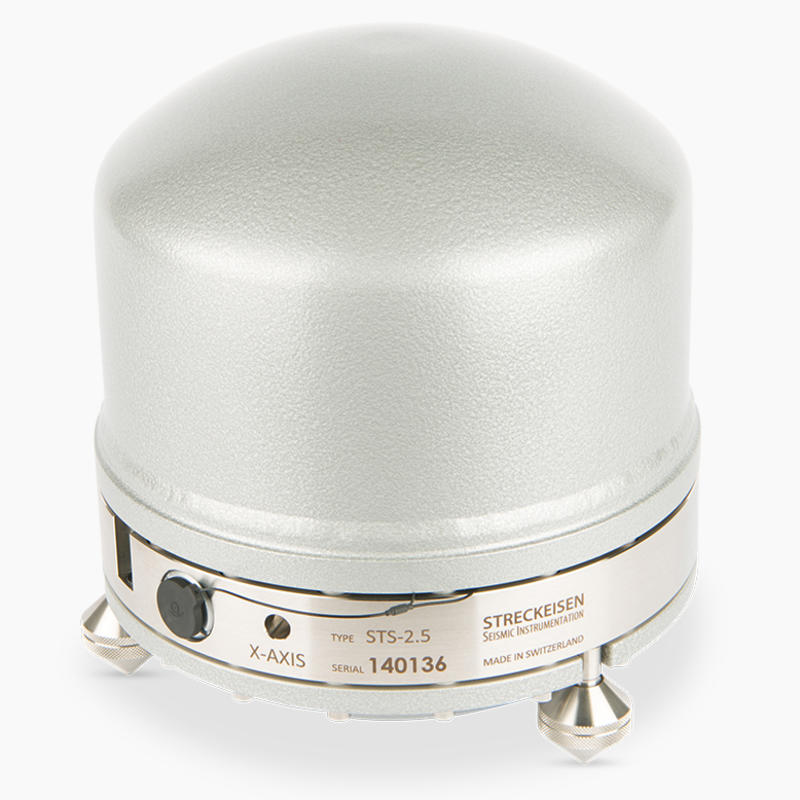 X-AXIS
TYPE STS-2.5
SERIAL 140136
STRECKEISEN
SEISMIC INSTRUMENTATION
MADE IN SWITZERLAND